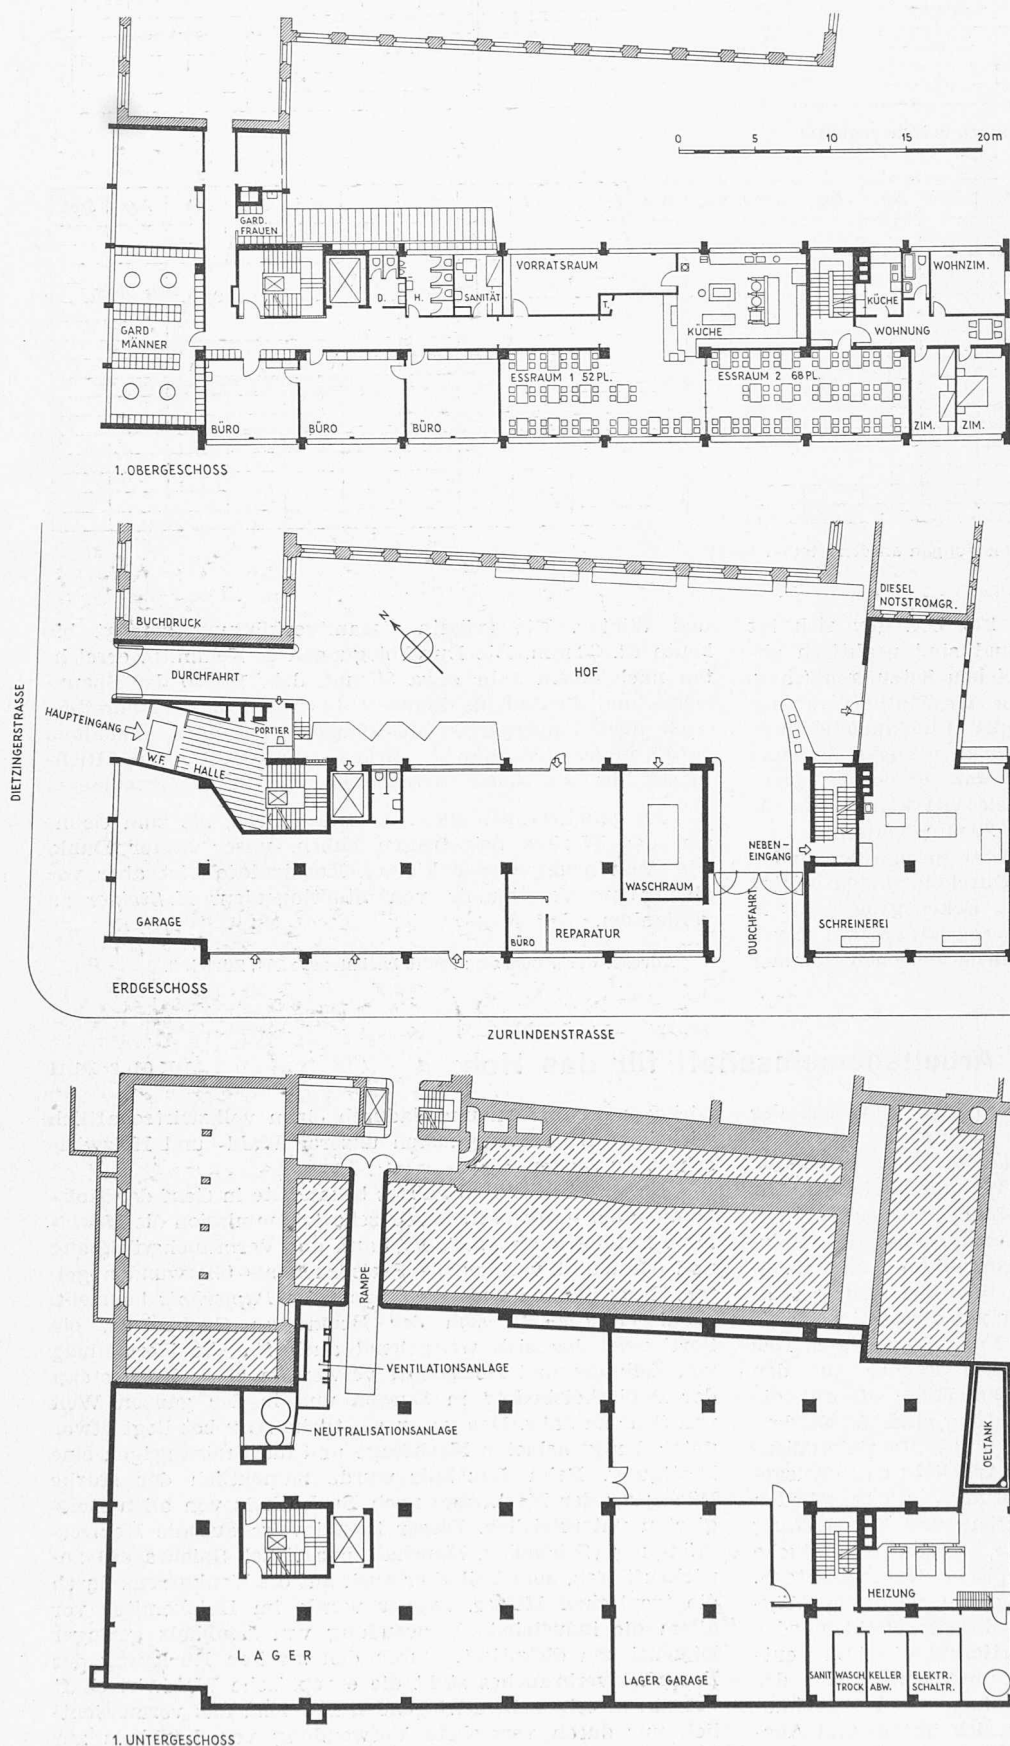 0 5 10 15 20m
GARD.
FRAUEN
D. H. SANITÄT
VORRATSRAUM
T.
KÜCHE
KÜCHE
WOHNZIM.
WOHNUNG
GARD
MÄNNER
BÜRO
BÜRO
BÜRO
ESSRAUM 1 52 PL.
ESSRAUM 2 68 PL.
ZIM.
ZIM.
1. OBERGESCHOSS
DIESEL
NOTSTROMGR.
BUCHDRUCK
N
DURCHFAHRT
HOF
HAUPTEINGANG
PORTIER
W.F.
HALLE
DIETZINGERSTRASSE
NEBEN-
EINGANG
WASCHRAUM
GARAGE
BÜRO
REPARATUR
DURCHFAHRT
SCHREINEREI
ERDGESCHOSS
ZURLINDENSTRASSE
RAMPE
VENTILATIONSANLAGE
NEUTRALISATIONSANLAGE
OELTANK
HEIZUNG
LAGER
LAGER GARAGE
SANIT
WASCH
TROCK
KELLER
ABW.
ELEKTR.
SCHALTR.
1. UNTERGESCHOSS